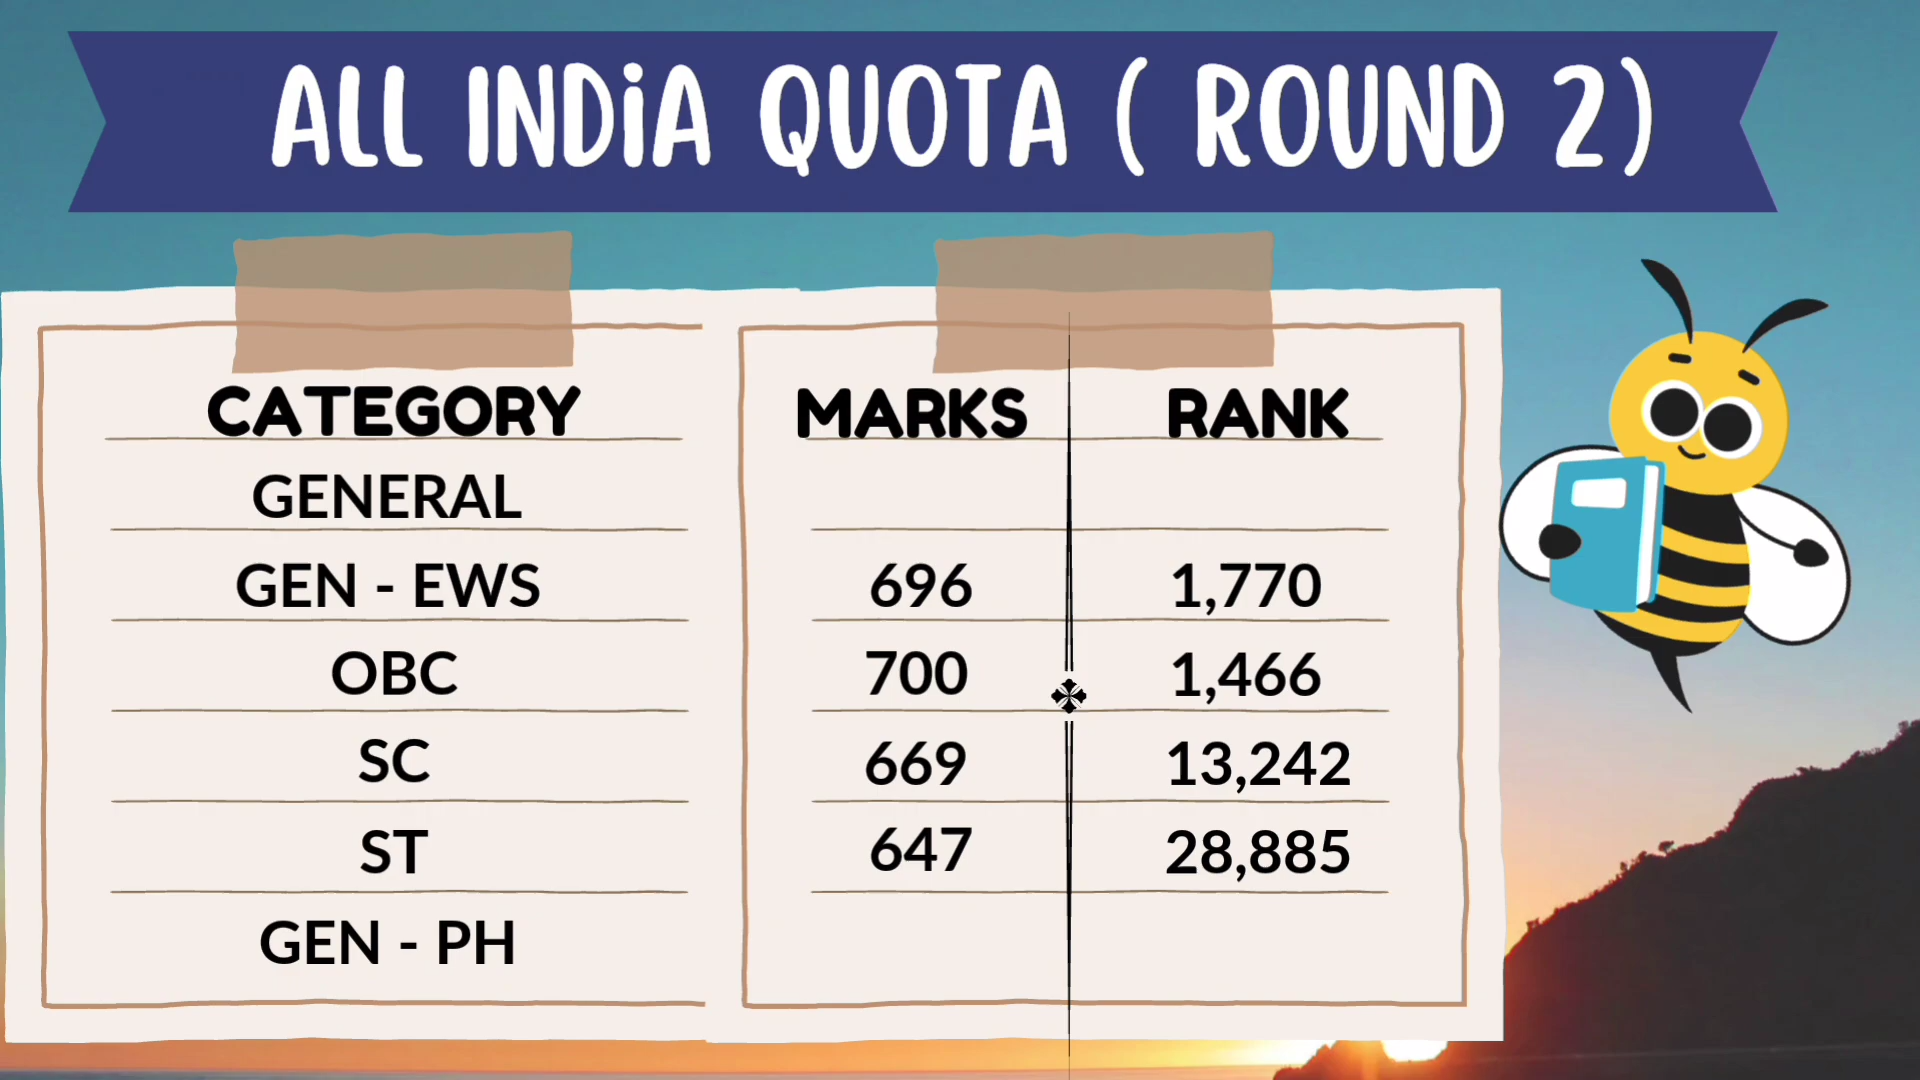 ALL INDiA QUOTA ( ROUND 2)
CATEGORY MARKS RANK
GENERAL
GEN - EWS 696 1,770
OBC 700 1,466
SC 669 13,242
ST 647 28,885
GEN - PH